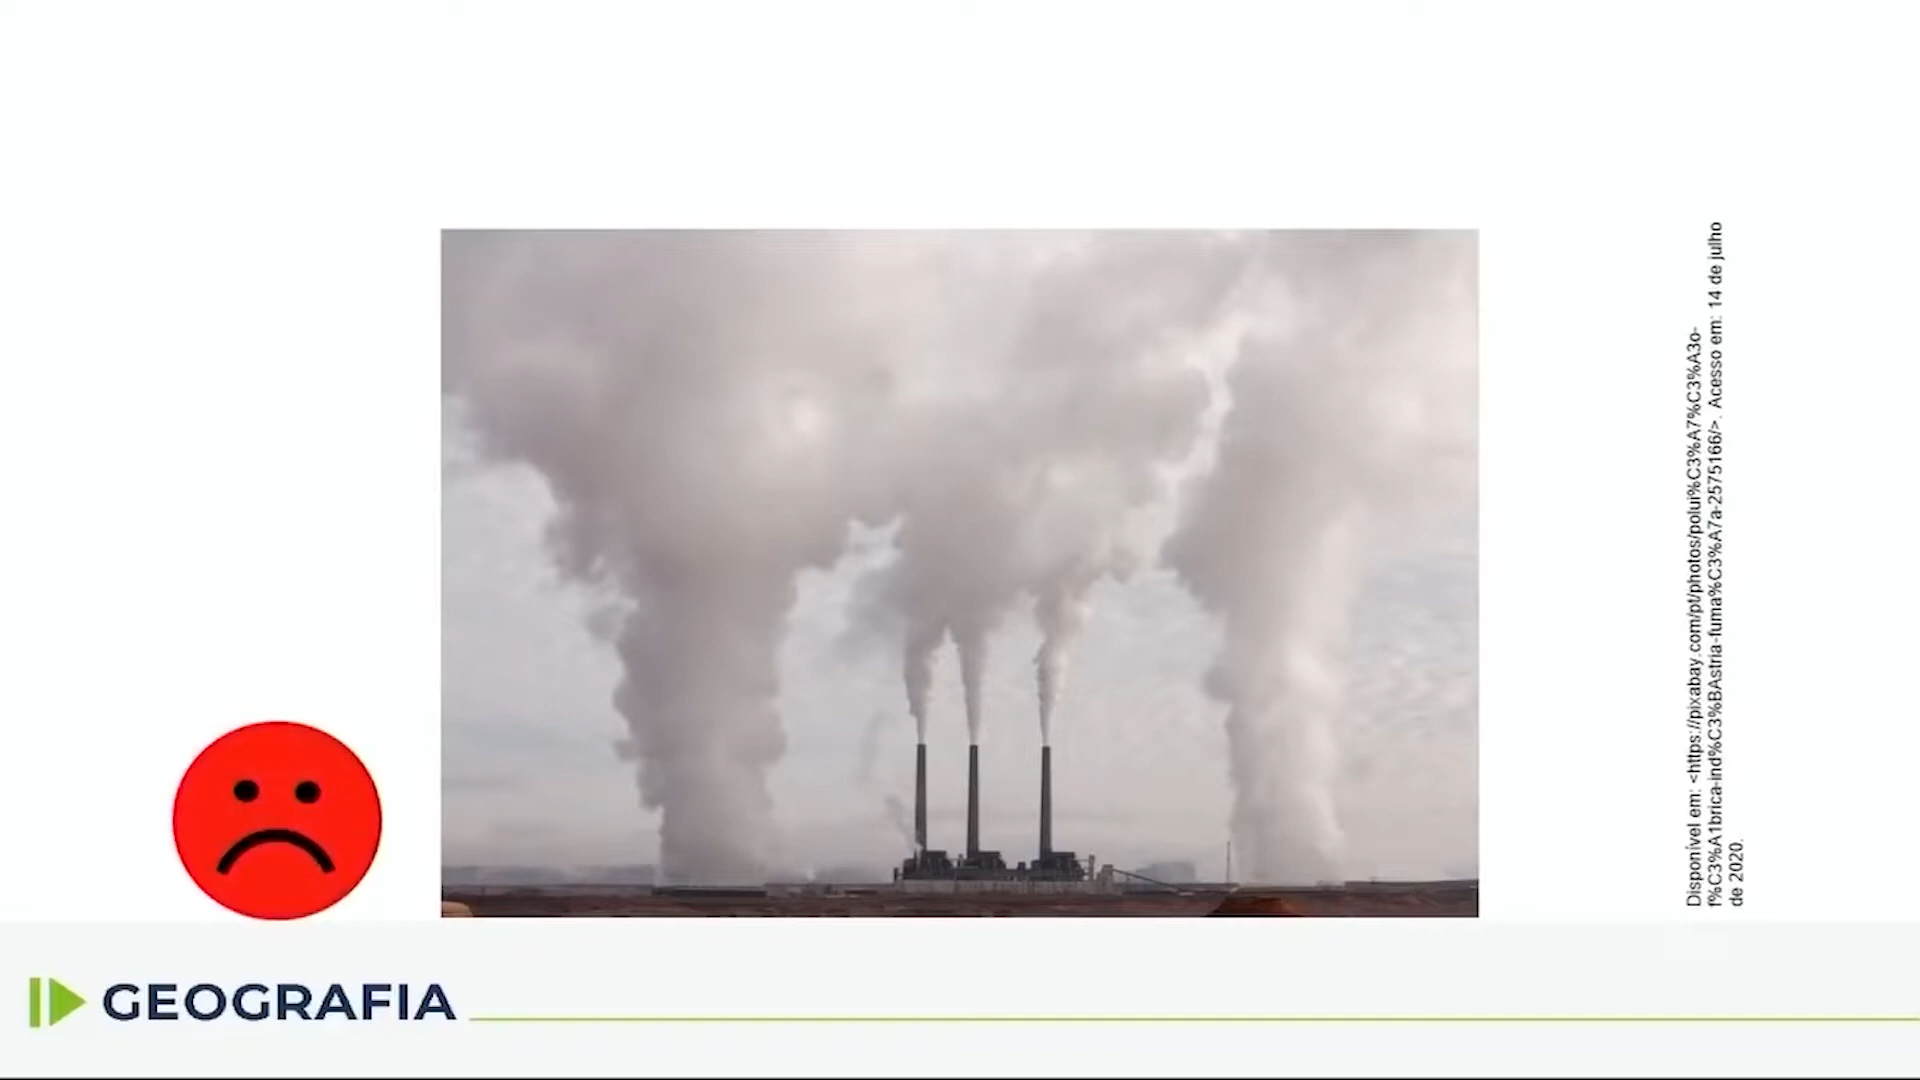 Disponível em: <https://pixabay.com/pt/photos/polui%C3%A7%C3%A3o-
f%C3%A1brica-ind%C3%BAstria-fuma%C3%A7a-2575166/>. Acesso em: 14 de julho
de 2020.
GEOGRAFIA